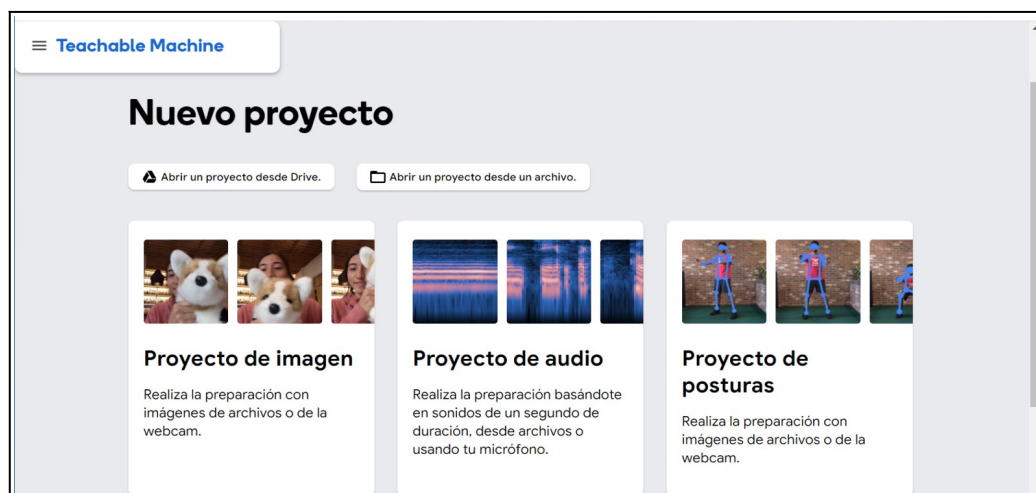 Teachable Machine
Nuevo proyecto
Abrir un proyecto desde Drive.
Abrir un proyecto desde un archivo.
Proyecto de imagen
Realiza la preparación con
imágenes de archivos o de la
webcam.
Proyecto de audio
Realiza la preparación basándote
en sonidos de un segundo de
duración, desde archivos o
usando tu micrófono.
Proyecto de
posturas
Realiza la preparación con
imágenes de archivos o de la
webcam.